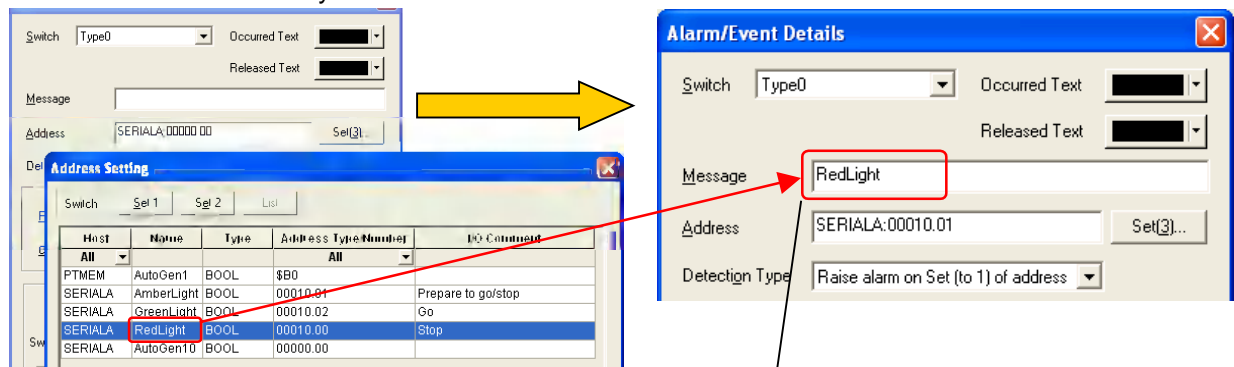 Switch Type0 Occurred Text
Released Text
Message
Address SERIALA:00000.00 Set(3)...
Del
Address Setting
Switch Set 1 Set 2 List
Host Name Type Address Type/Number I/O Comment
All All
PTMEM AutoGen1 BOOL $B0
SERIALA AmberLight BOOL 00010.01 Prepare to go/stop
SERIALA GreenLight BOOL 00010.02 Go
SERIALA RedLight BOOL 00010.00 Stop
SERIALA AutoGen10 BOOL 00000.00
Sw
Alarm/Event Details
Switch Type0 Occurred Text
Released Text
Message RedLight
Address SERIALA:00010.01 Set(3)...
Detection Type Raise alarm on Set (to 1) of address